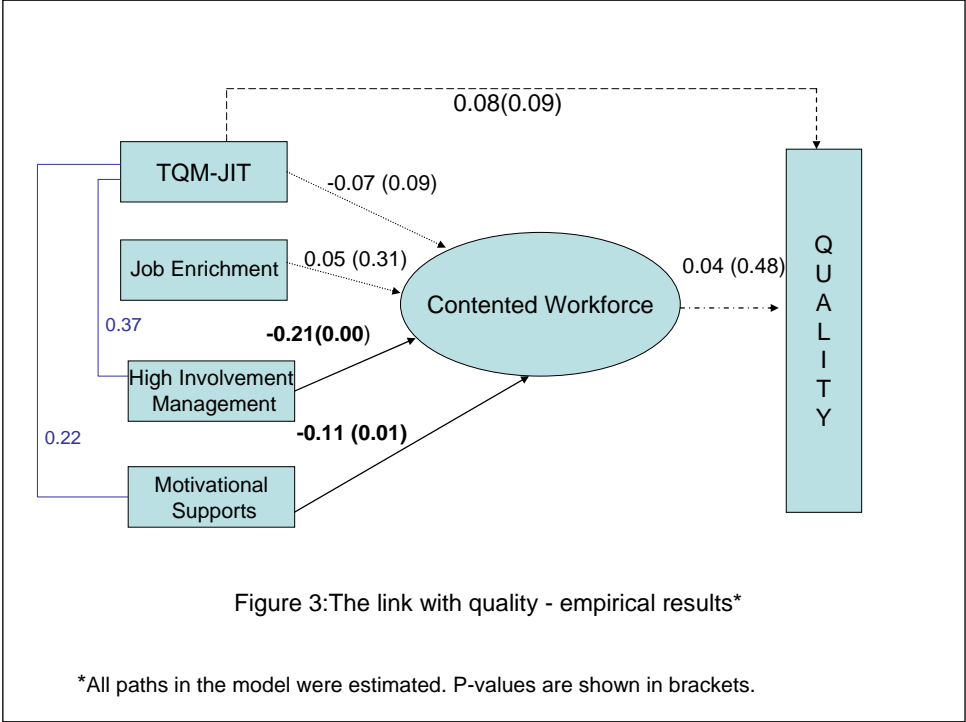 0.08(0.09)
TQM-JIT
-0.07 (0.09)
Job Enrichment
0.05 (0.31)
Contented Workforce
0.04 (0.48)
Q
U
A
L
I
T
Y
0.37
-0.21(0.00)
High Involvement
Management
0.22
-0.11 (0.01)
Motivational
Supports
Figure 3:The link with quality - empirical results*
*All paths in the model were estimated. P-values are shown in brackets.